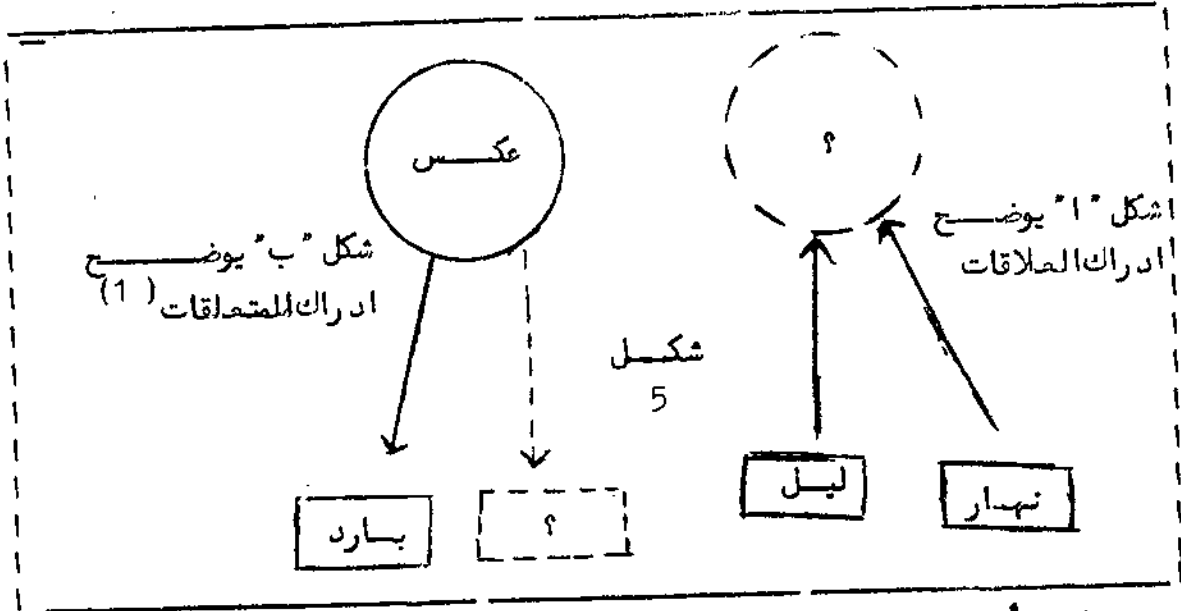 ؟
شكل "ا" يوضح
ادراك العلاقات
ليل
نهار
عكس
شكل "ب" يوضح
ادراك المتعلقات (1)
بارد
؟
شكل
5